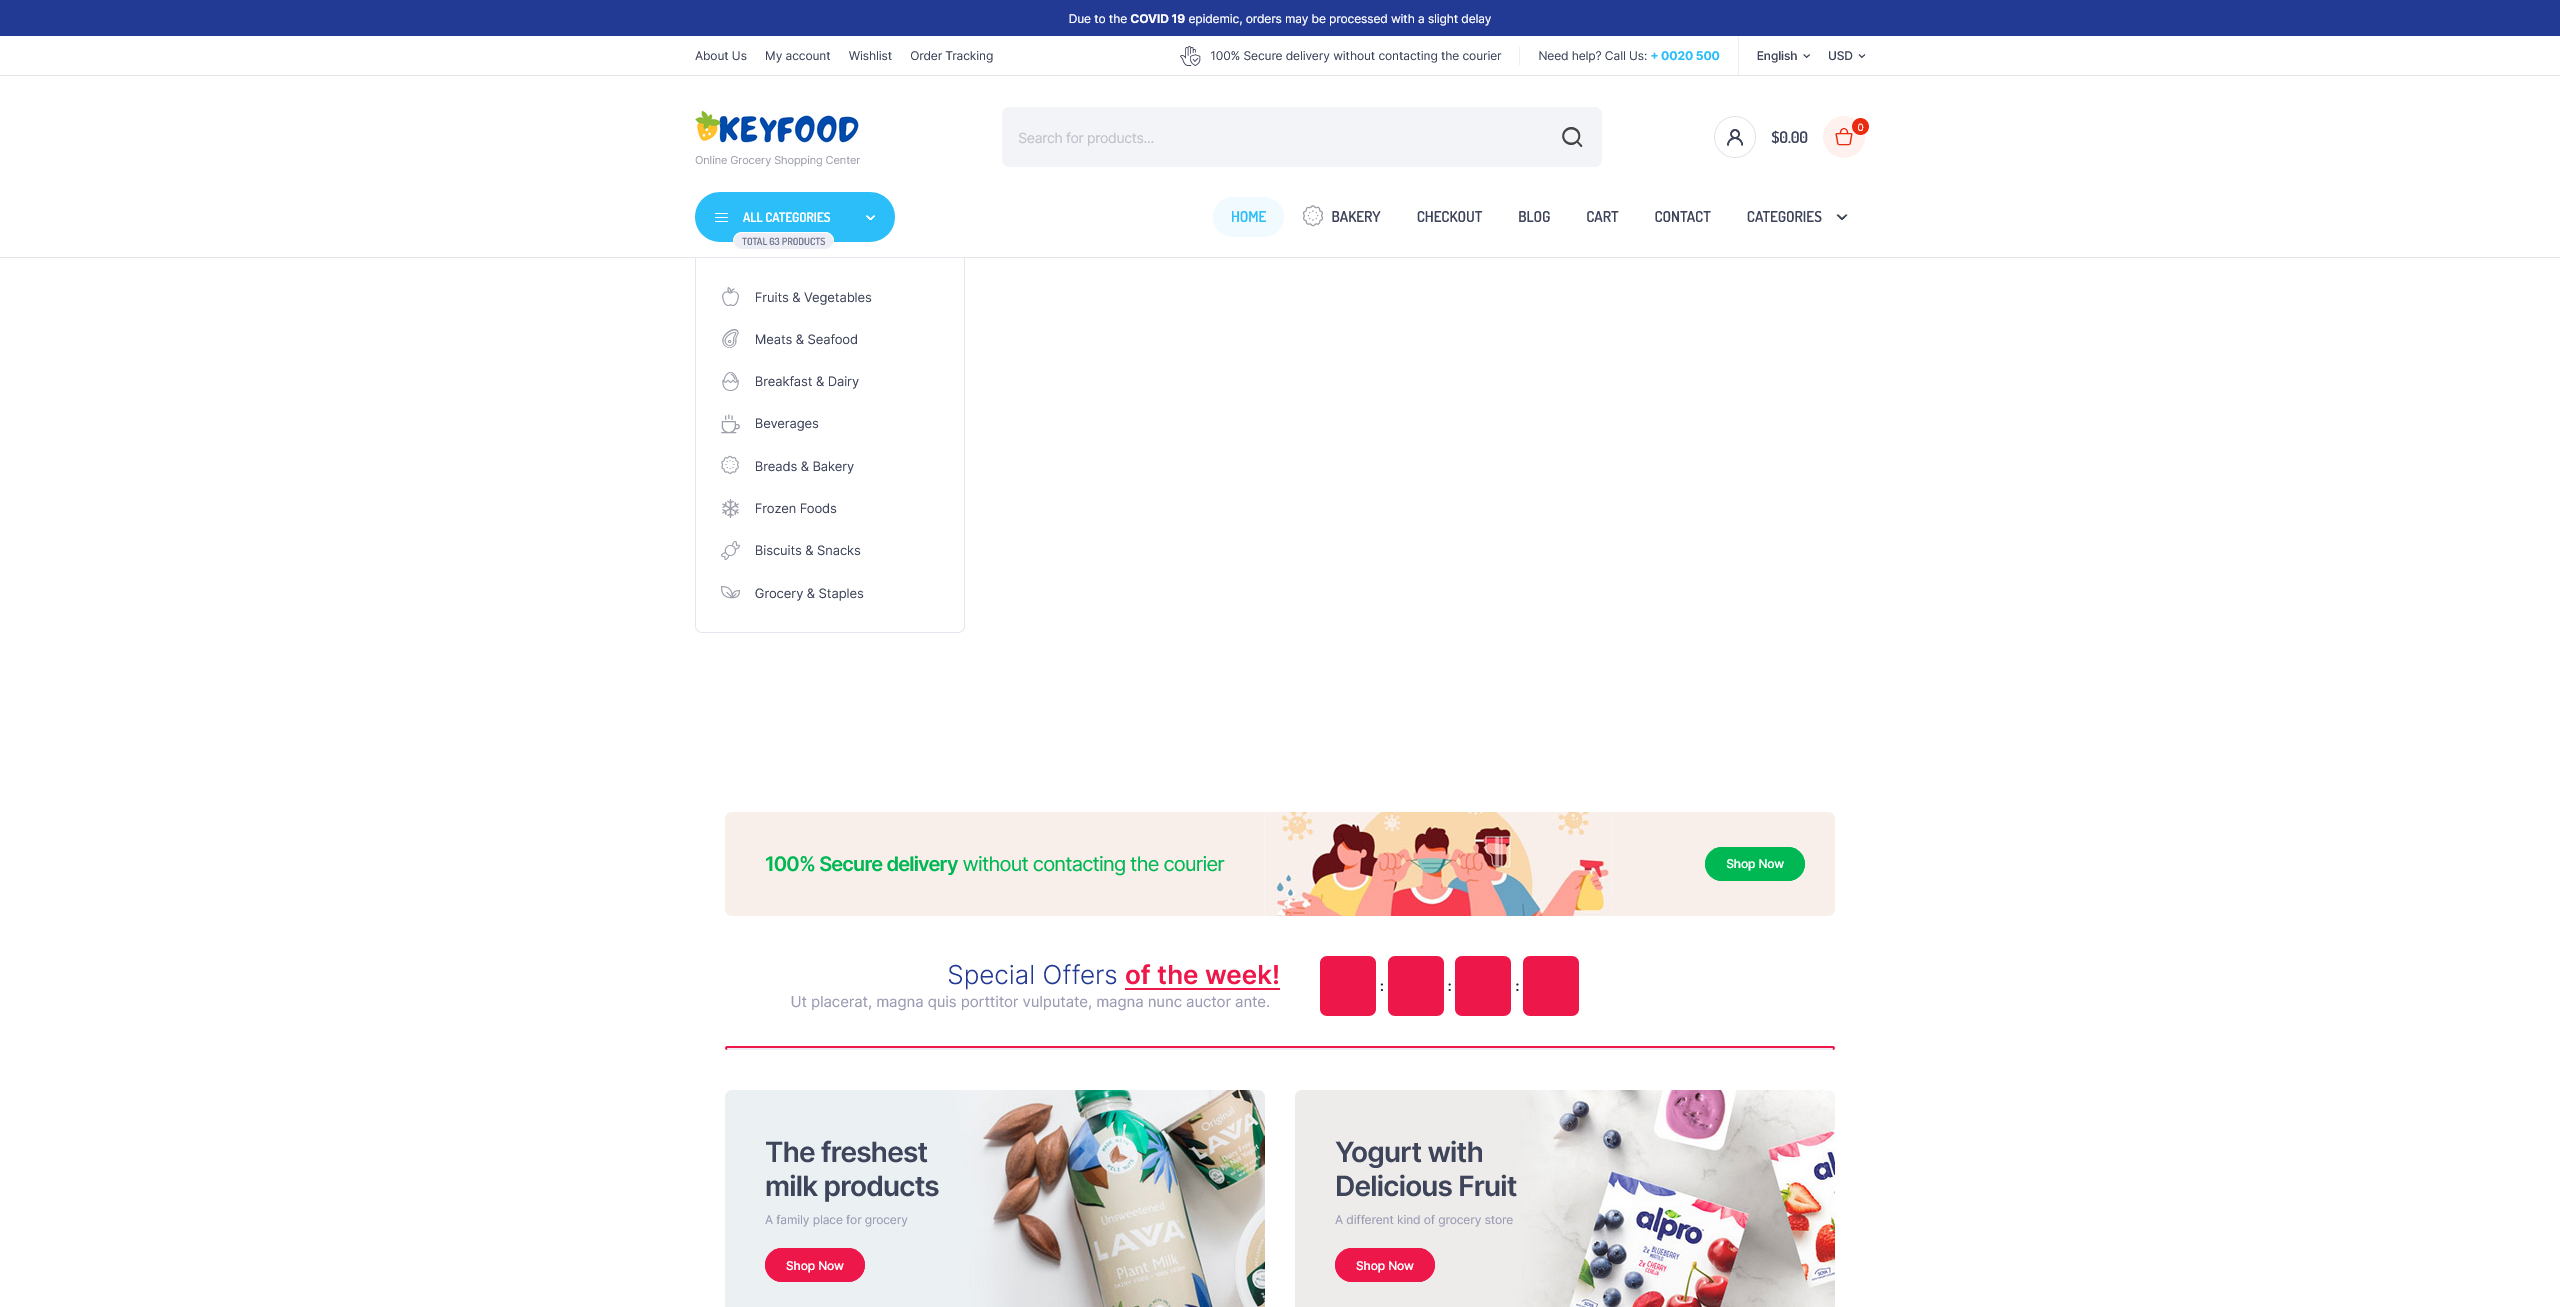 Due to the COVID 19 epidemic, orders may be processed with a slight delay
About Us My account Wishlist Order Tracking 100% Secure delivery without contacting the courier Need help? Call Us: + 0020 500 English USD
KEYFOOD
Online Grocery Shopping Center
Search for products...
$0.00
0
ALL CATEGORIES
TOTAL 63 PRODUCTS
HOME BAKERY CHECKOUT BLOG CART CONTACT CATEGORIES
Fruits & Vegetables
Meats & Seafood
Breakfast & Dairy
Beverages
Breads & Bakery
Frozen Foods
Biscuits & Snacks
Grocery & Staples
100% Secure delivery without contacting the courier
Shop Now
Special Offers of the week!
Ut placerat, magna quis porttitor vulputate, magna nunc auctor ante.
: : :
The freshest
milk products
A family place for grocery
Shop Now
Unsweetened
LAVA
Plant Milk
Original
LAVA
Yogurt with
Delicious Fruit
A different kind of grocery store
Shop Now
alpro
2x BLUEBERRY
2x CHERRY
al